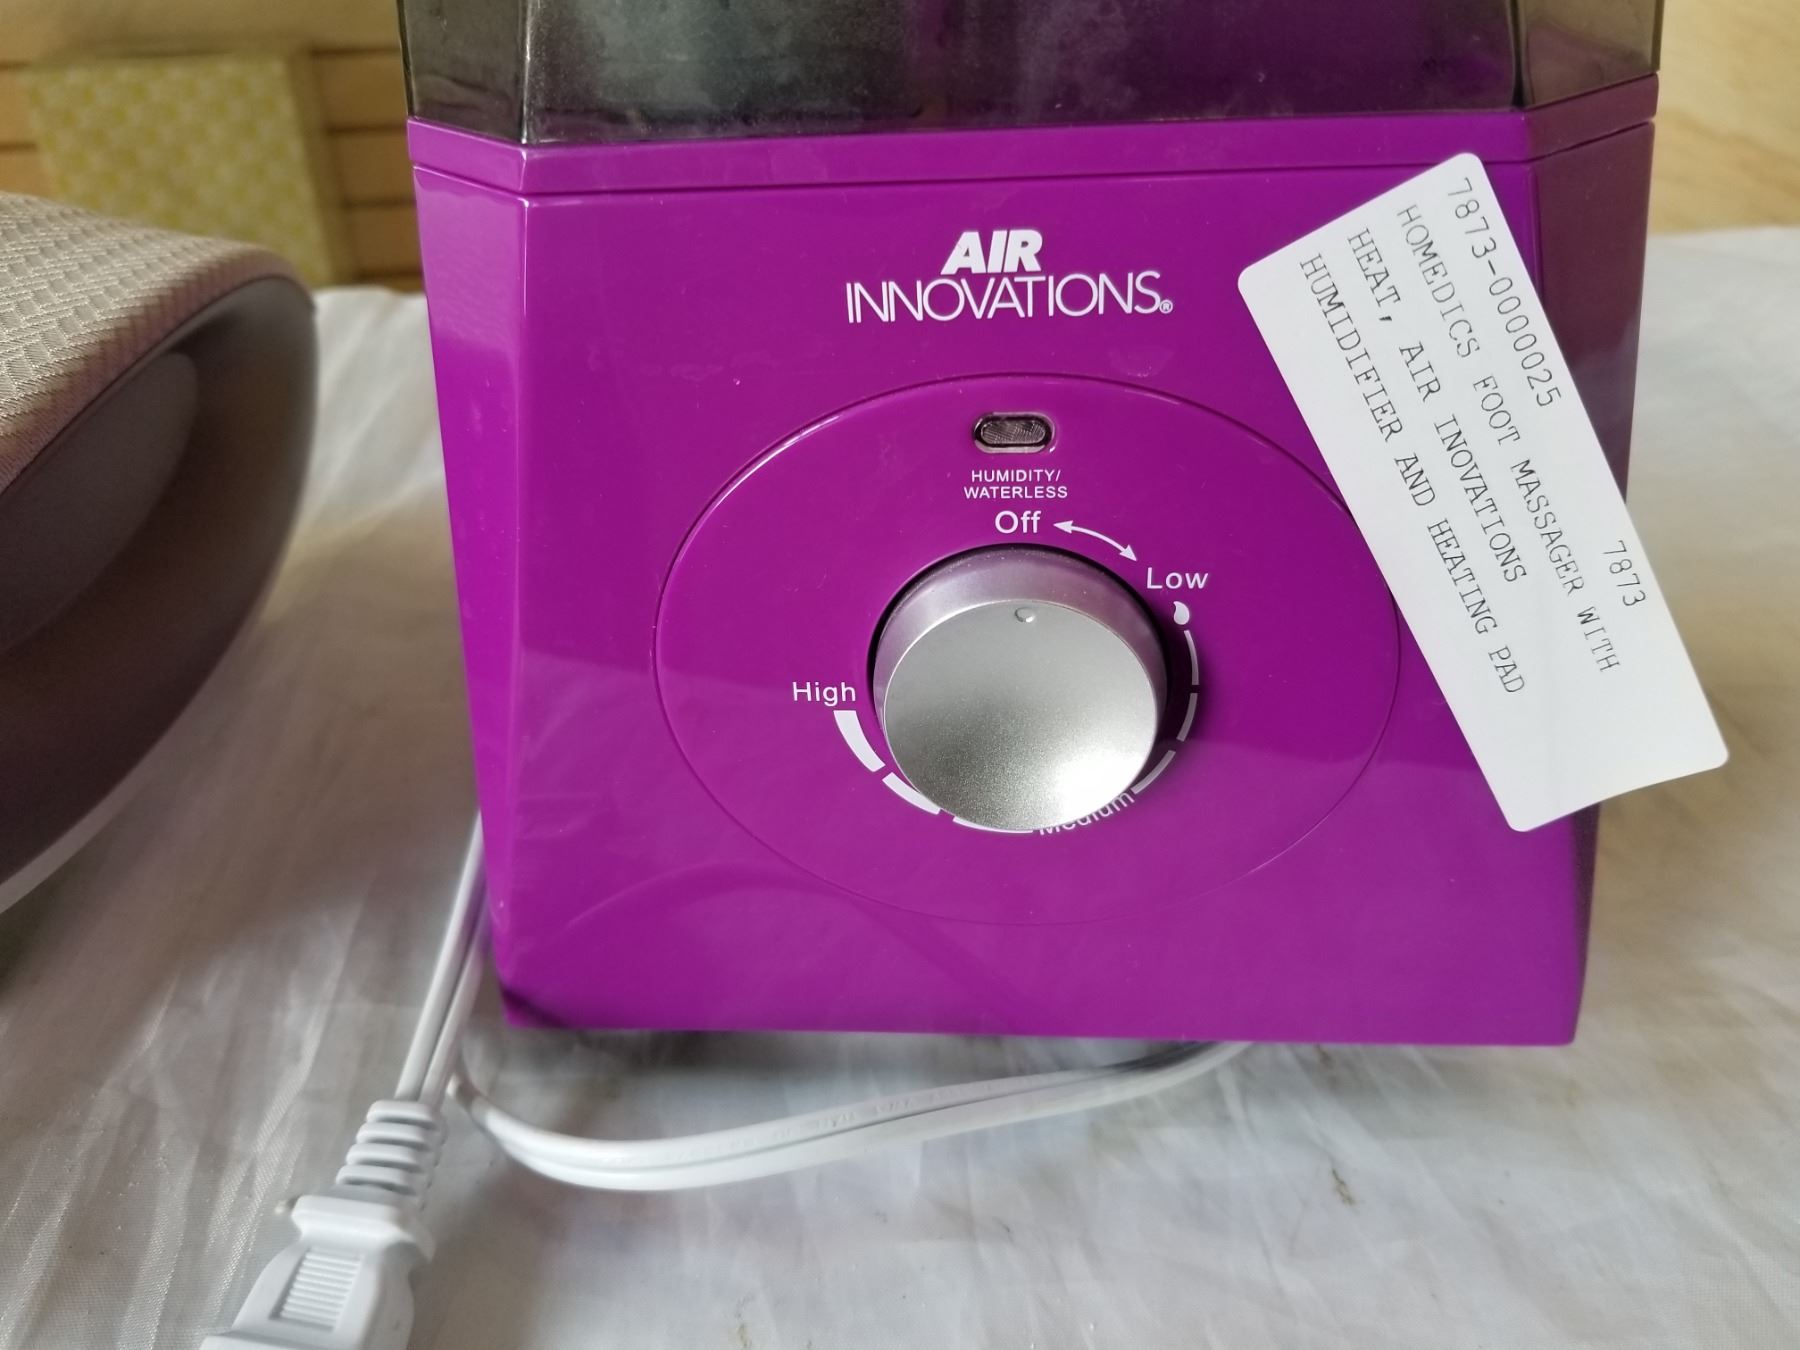 AIR
INNOVATIONS®
HUMIDITY/
WATERLESS
Off
Low
High
Medium
7873-0000025
7873
HOMEDICS FOOT MASSAGER WITH
HEAT, AIR INOVATIONS
HUMIDIFIER AND HEATING PAD